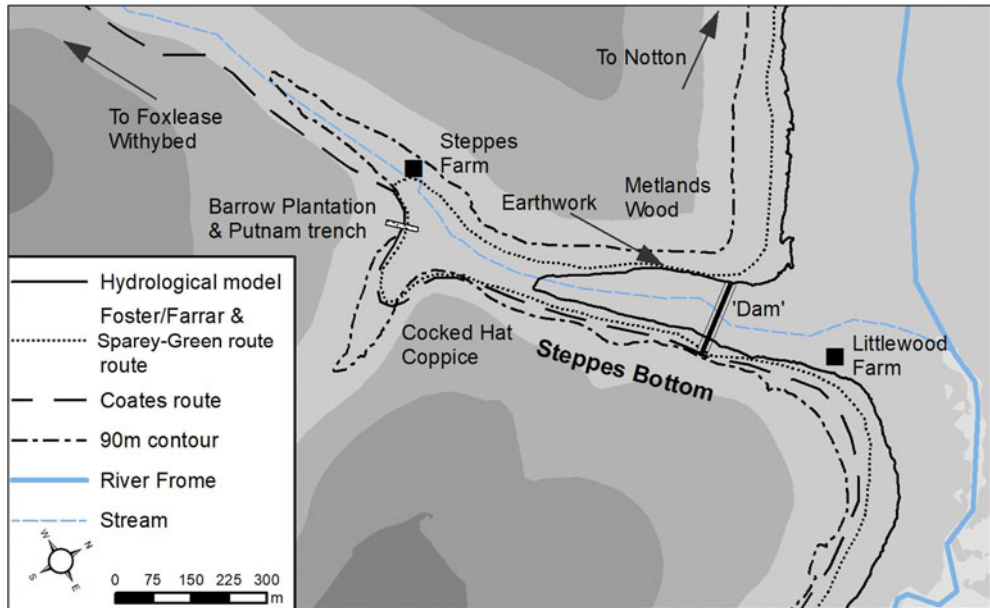 To Notton
To Foxlease
Withybed
Steppes
Farm
Metlands
Wood
Earthwork
Barrow Plantation
& Putnam trench
'Dam'
Littlewood
Farm
Cocked Hat
Coppice
Steppes Bottom
Hydrological model
Foster/Farrar &
Sparey-Green route
route
Coates route
90m contour
River Frome
Stream
W
N
S
E
0 75 150 225 300
m